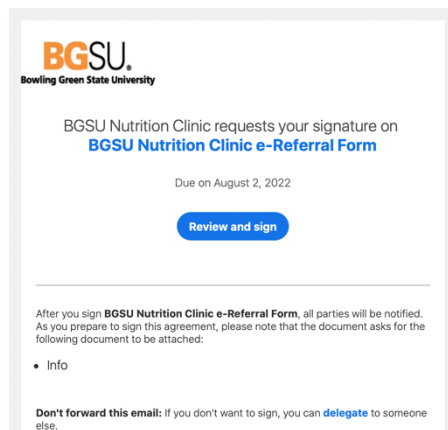 BGSU®
Bowling Green State University
BGSU Nutrition Clinic requests your signature on
BGSU Nutrition Clinic e-Referral Form
Due on August 2, 2022
Review and sign
After you sign BGSU Nutrition Clinic e-Referral Form, all parties will be notified.
As you prepare to sign this agreement, please note that the document asks for the
following document to be attached:
• Info
Don't forward this email: If you don't want to sign, you can delegate to someone
else.